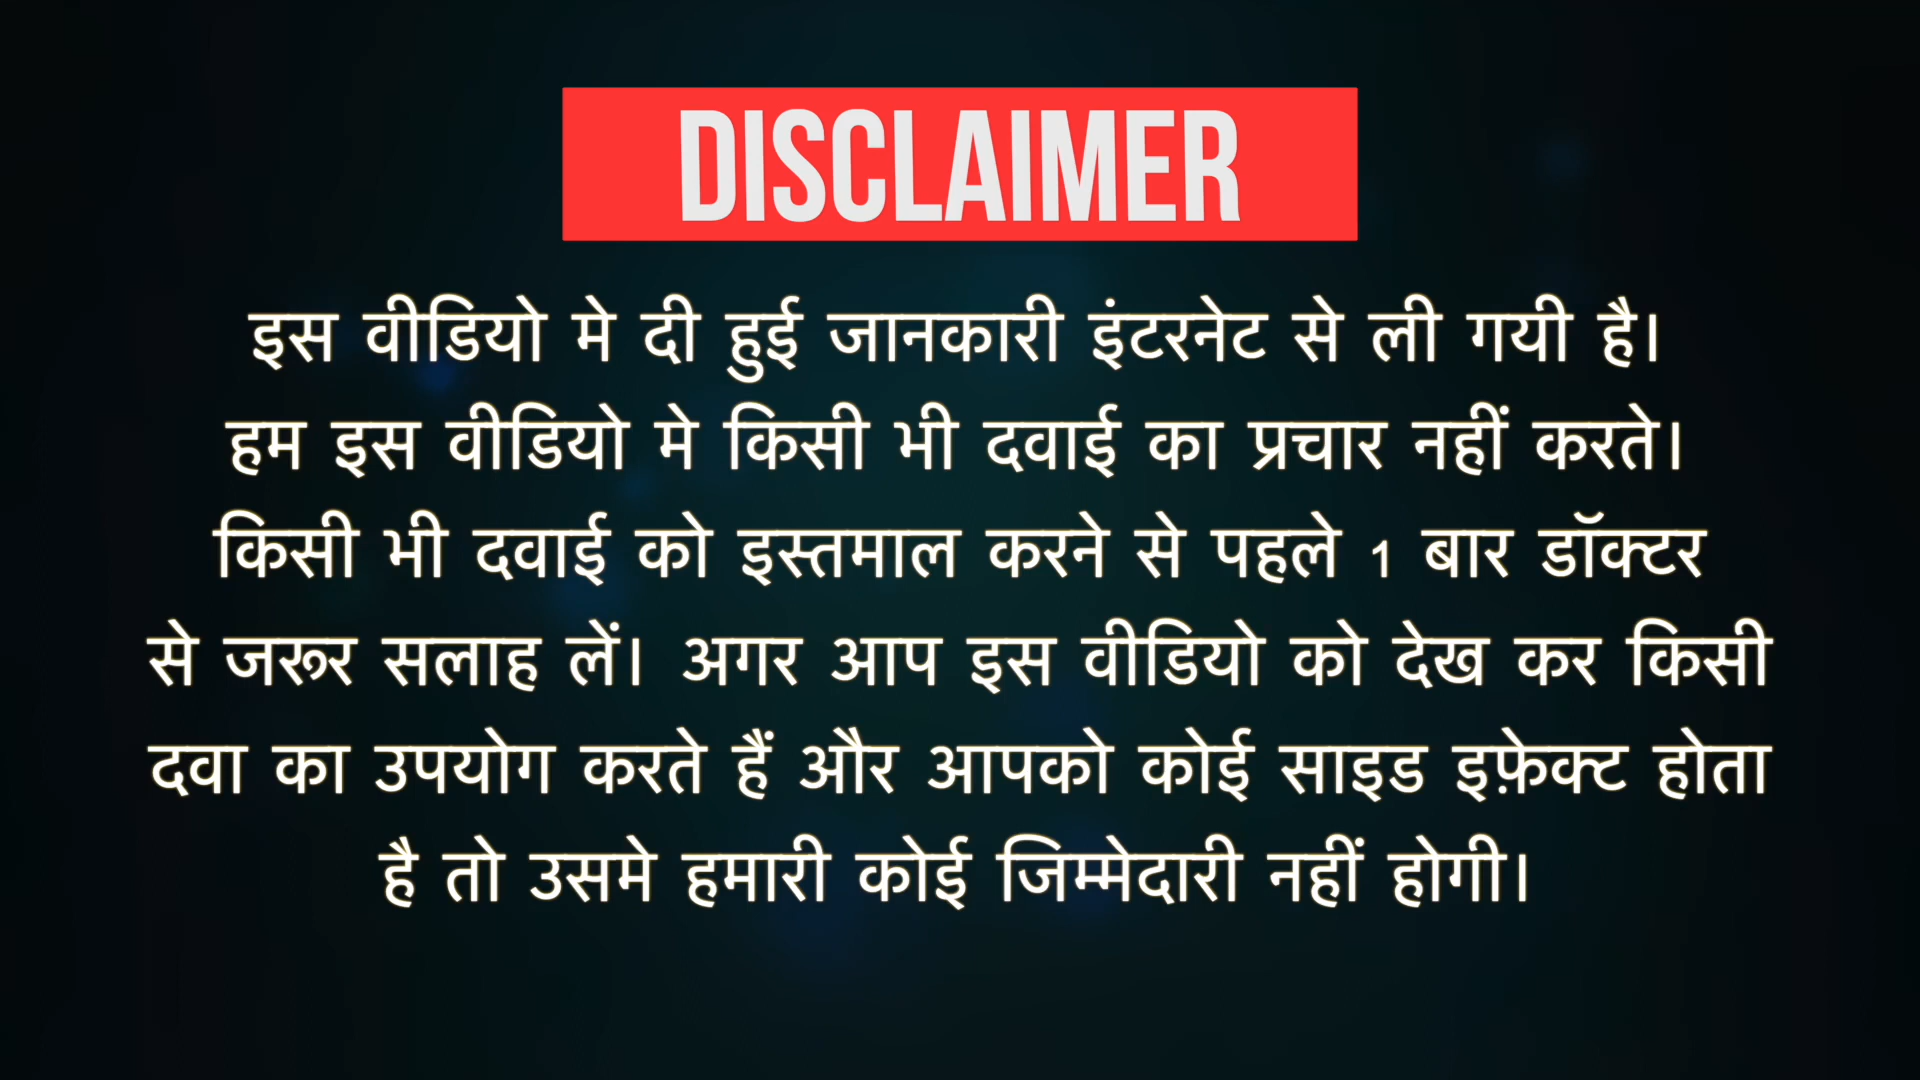 DISCLAIMER
इस वीडियो मे दी हुई जानकारी इंटरनेट से ली गयी है।
हम इस वीडियो मे किसी भी दवाई का प्रचार नहीं करते।
किसी भी दवाई को इस्तमाल करने से पहले 1 बार डॉक्टर
से जरूर सलाह लें। अगर आप इस वीडियो को देख कर किसी
दवा का उपयोग करते हैं और आपको कोई साइड इफ़ेक्ट होता
है तो उसमे हमारी कोई जिम्मेदारी नहीं होगी।